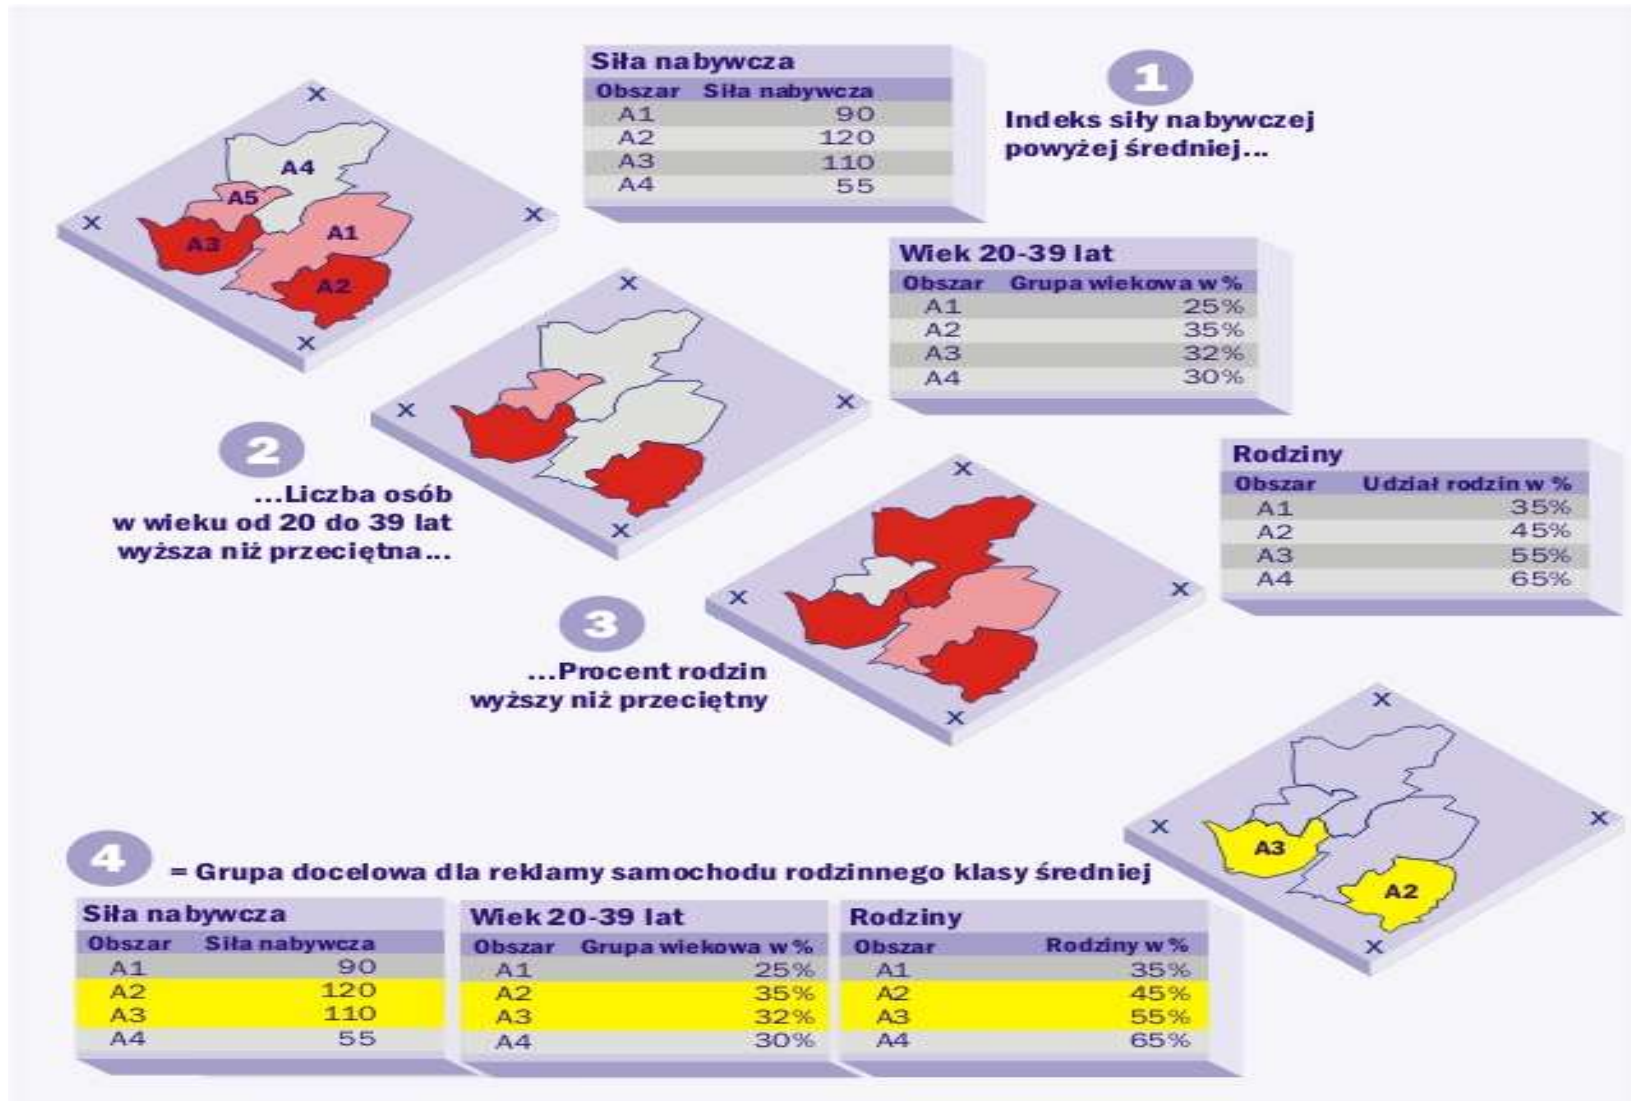 Siła nabywcza
Obszar Siła nabywcza
A1 90
A2 120
A3 110
A4 55
1
Indeks siły nabywczej
powyżej średniej...
X
A4
A5
X
X
A3
A1
A2
X
Wiek 20-39 lat
Obszar Grupa wiekowa w %
A1 25%
A2 35%
A3 32%
A4 30%
X
X
X
X
2
...Liczba osób
w wieku od 20 do 39 lat
wyższa niż przeciętna...
Rodziny
Obszar Udział rodzin w %
A1 35%
A2 45%
A3 55%
A4 65%
X
X
X
X
3
...Procent rodzin
wyższy niż przeciętny
X
X
X
A3
A2
X
4
= Grupa docelowa dla reklamy samochodu rodzinnego klasy średniej
Siła nabywcza
Obszar Siła nabywcza
A1 90
A2 120
A3 110
A4 55
Wiek 20-39 lat
Obszar Grupa wiekowa w %
A1 25%
A2 35%
A3 32%
A4 30%
Rodziny
Obszar Rodziny w %
A1 35%
A2 45%
A3 55%
A4 65%